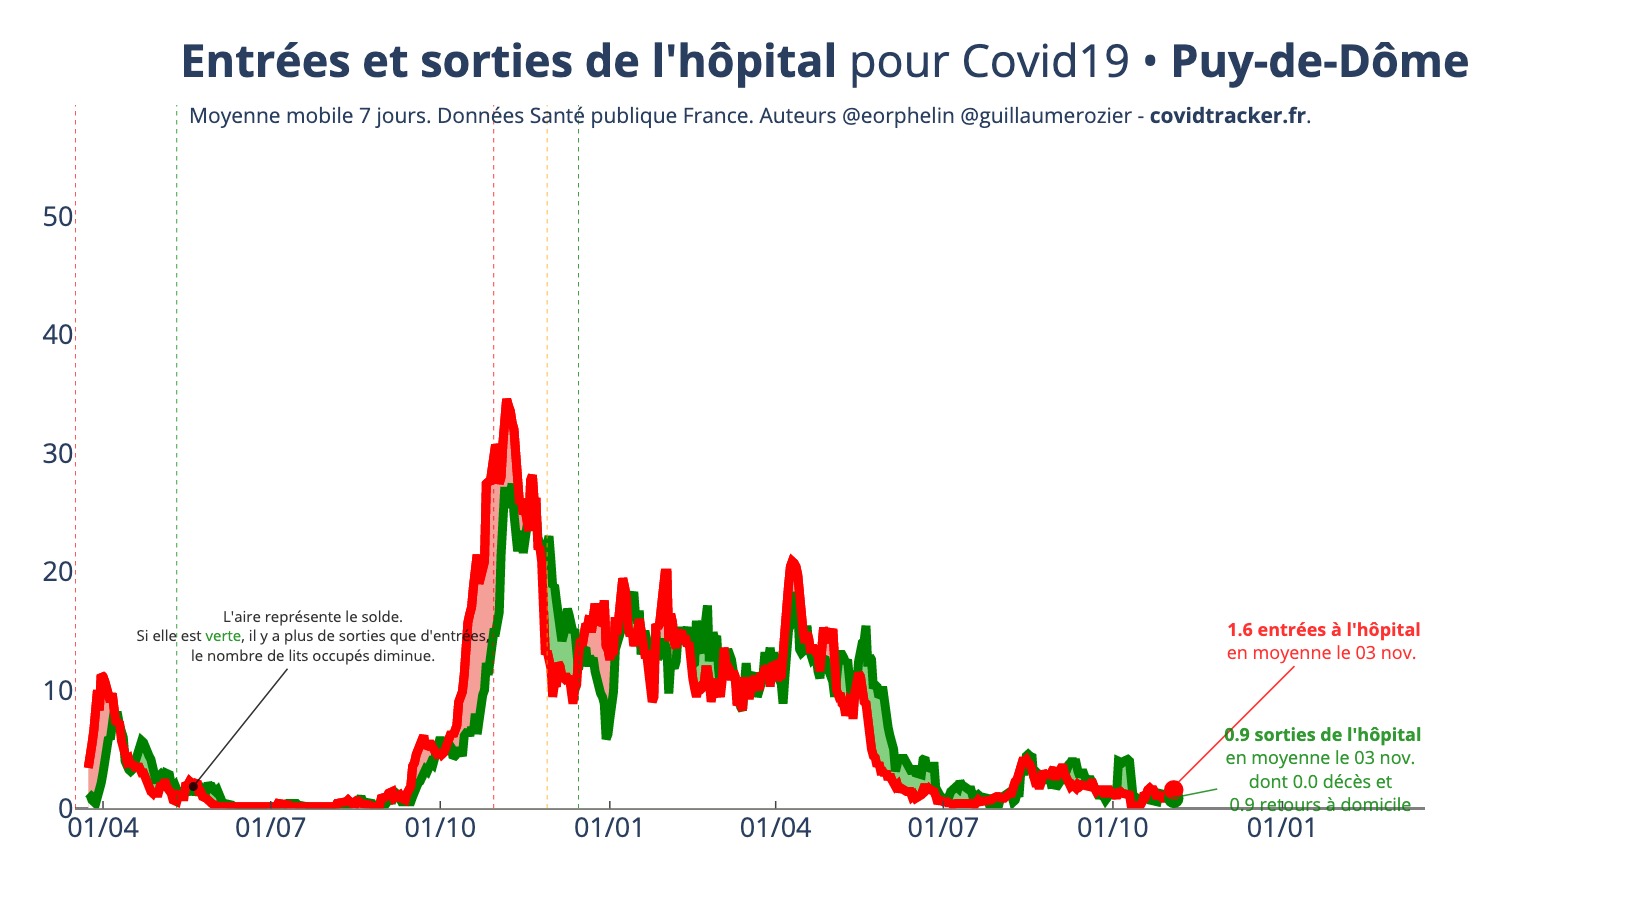 Entrées et sorties de l'hôpital pour Covid19 • Puy-de-Dôme
Moyenne mobile 7 jours. Données Santé publique France. Auteurs @eorphelin @guillaumerozier - covidtracker.fr.
50
40
30
20
10
0
L'aire représente le solde.
Si elle est verte, il y a plus de sorties que d'entrées,
le nombre de lits occupés diminue.
1.6 entrées à l'hôpital
en moyenne le 03 nov.
0.9 sorties de l'hôpital
en moyenne le 03 nov.
dont 0.0 décès et
0.9 retours à domicile
01/04 01/07 01/10 01/01 01/04 01/07 01/10 01/01